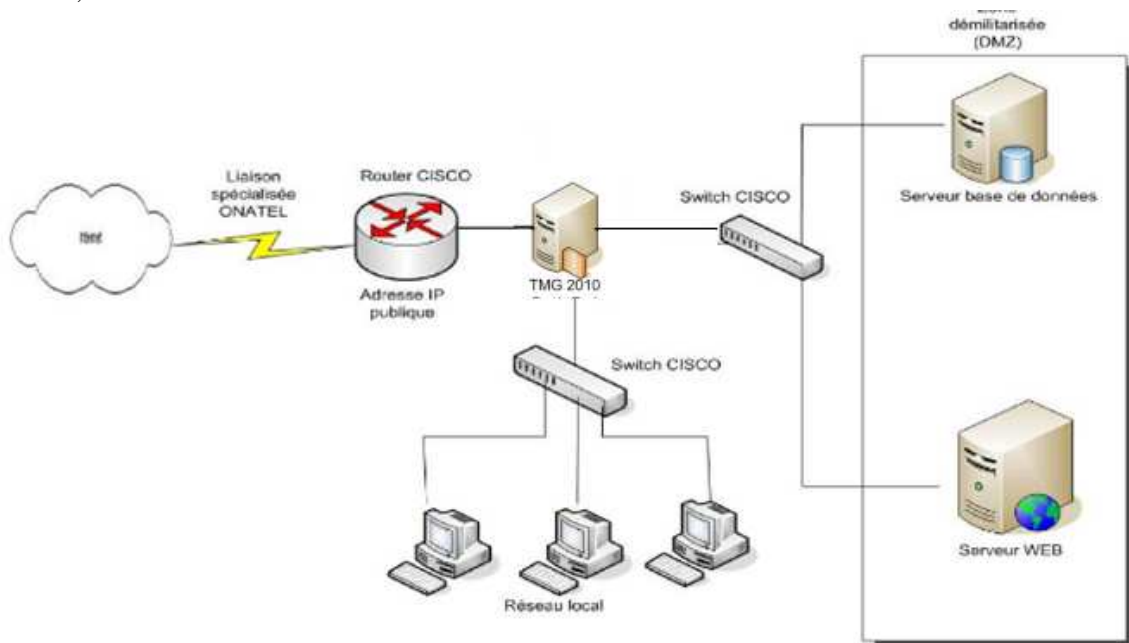 démilitarisée
(DMZ)
Liaison
spécialisée
ONATEL
Router CISCO
Switch CISCO
Serveur base de données
TMG 2010
Adresse IP
publique
Switch CISCO
Serveur WEB
Réseau local